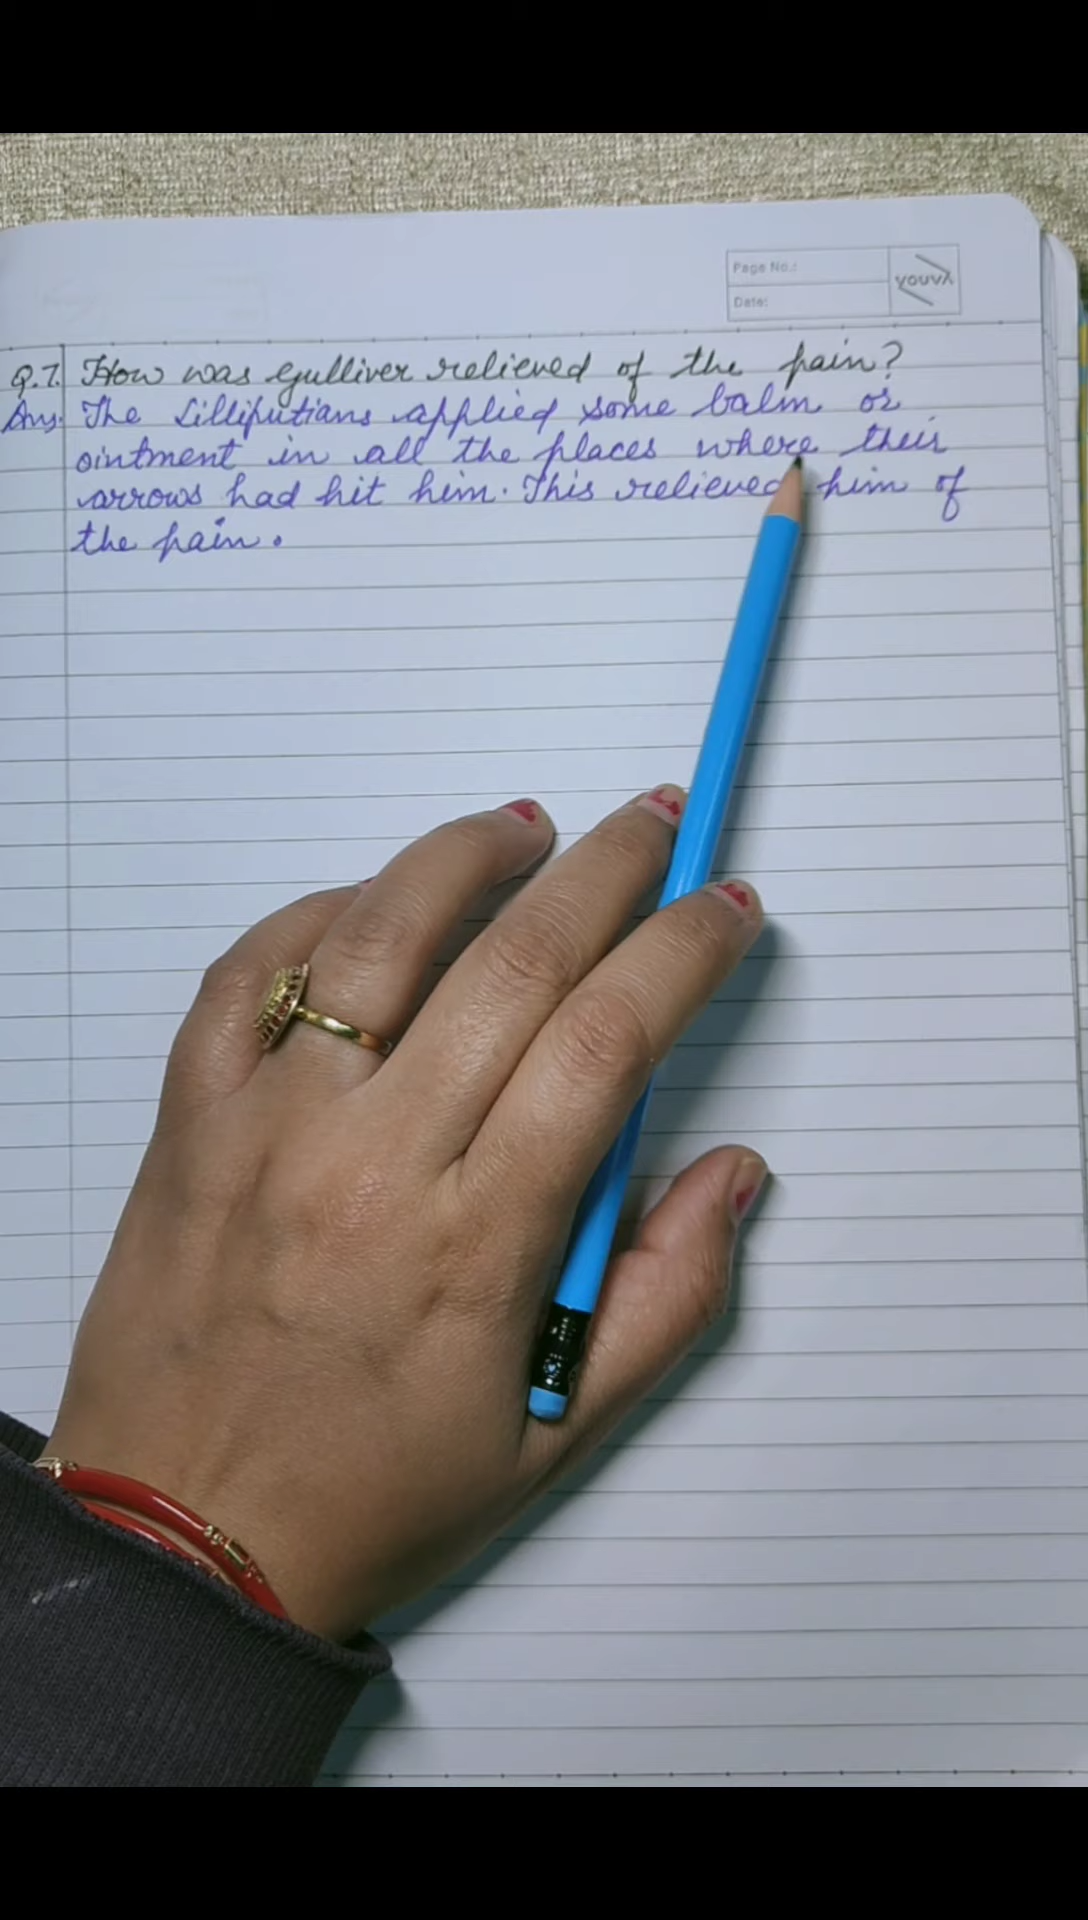 Page No.:
Date:
youva
Q.7. How was Gulliver relieved of the pain?
Ans. The Lilliputians applied some balm or
ointment in all the places where their
arrows had hit him. This relieved him of
the pain.